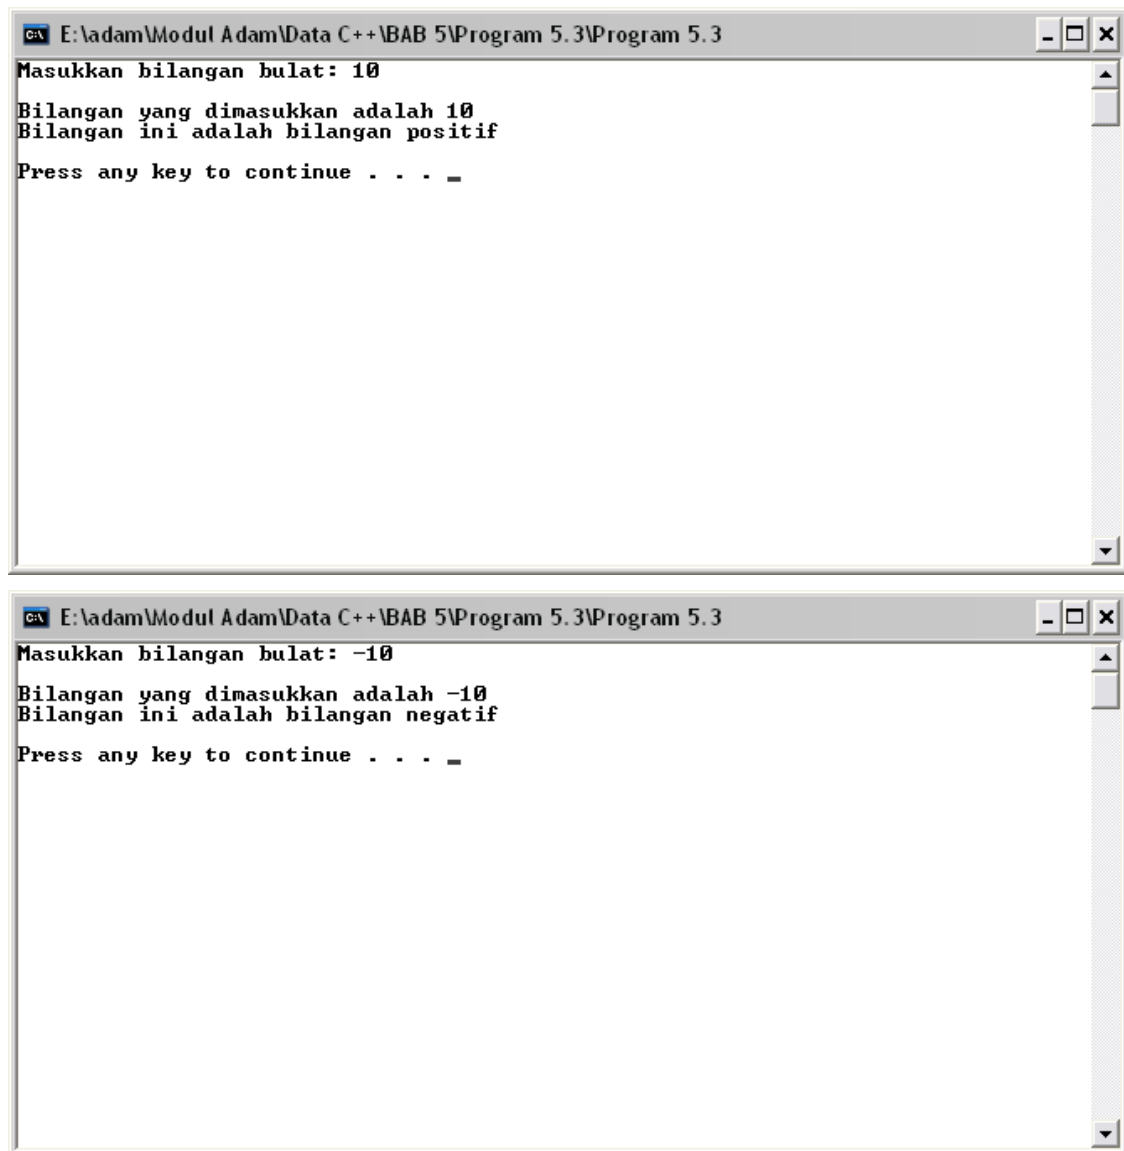 E:\adam\Modul Adam\Data C++\BAB 5\Program 5.3\Program 5.3
Masukkan bilangan bulat: 10
Bilangan yang dimasukkan adalah 10
Bilangan ini adalah bilangan positif
Press any key to continue . . . _
E:\adam\Modul Adam\Data C++\BAB 5\Program 5.3\Program 5.3
Masukkan bilangan bulat: -10
Bilangan yang dimasukkan adalah -10
Bilangan ini adalah bilangan negatif
Press any key to continue . . . _